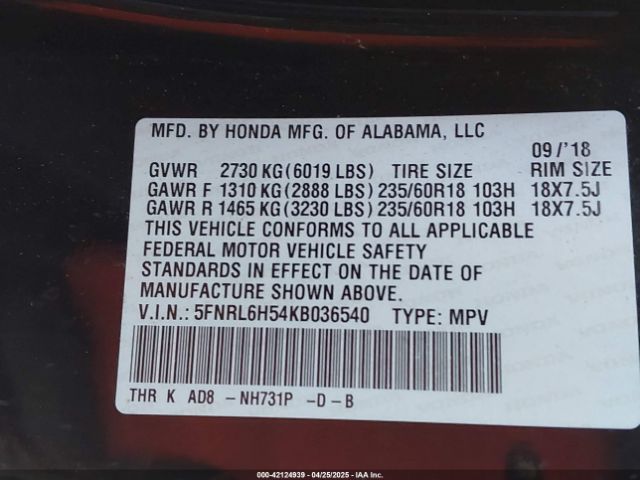 MFD. BY HONDA MFG. OF ALABAMA, LLC
09/'18
GVWR 2730 KG(6019 LBS) TIRE SIZE RIM SIZE
GAWR F 1310 KG(2888 LBS) 235/60R18 103H 18X7.5J
GAWR R 1465 KG(3230 LBS) 235/60R18 103H 18X7.5J
THIS VEHICLE CONFORMS TO ALL APPLICABLE
FEDERAL MOTOR VEHICLE SAFETY
STANDARDS IN EFFECT ON THE DATE OF
MANUFACTURE SHOWN ABOVE.
V.I.N.: 5FNRL6H54KB036540 TYPE: MPV
THR K AD8 -NH731P -D-B
000-42124939 - 04/25/2025 - IAA Inc.